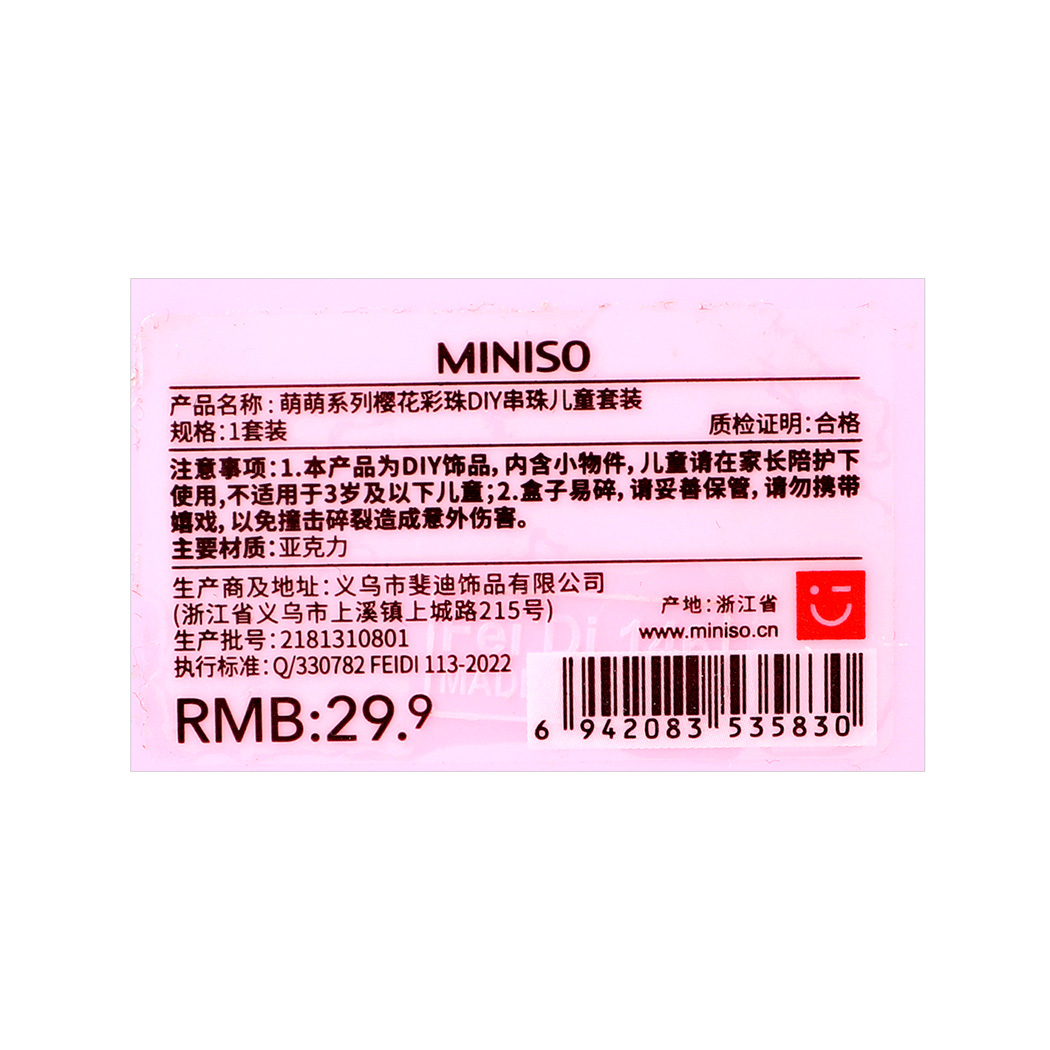 MINISO
产品名称：萌萌系列樱花彩珠DIY串珠儿童套装
规格：1套装
质检证明：合格
注意事项：1.本产品为DIY饰品，内含小物件，儿童请在家长陪护下
使用，不适用于3岁及以下儿童；2.盒子易碎，请妥善保管，请勿携带
嬉戏，以免撞击碎裂造成意外伤害。
主要材质：亚克力
生产商及地址：义乌市斐迪饰品有限公司
(浙江省义乌市上溪镇上城路215号)
产地：浙江省
生产批号：2181310801
www.miniso.cn
执行标准：Q/330782 FEIDI 113-2022
RMB:29.9
6 942083 535830